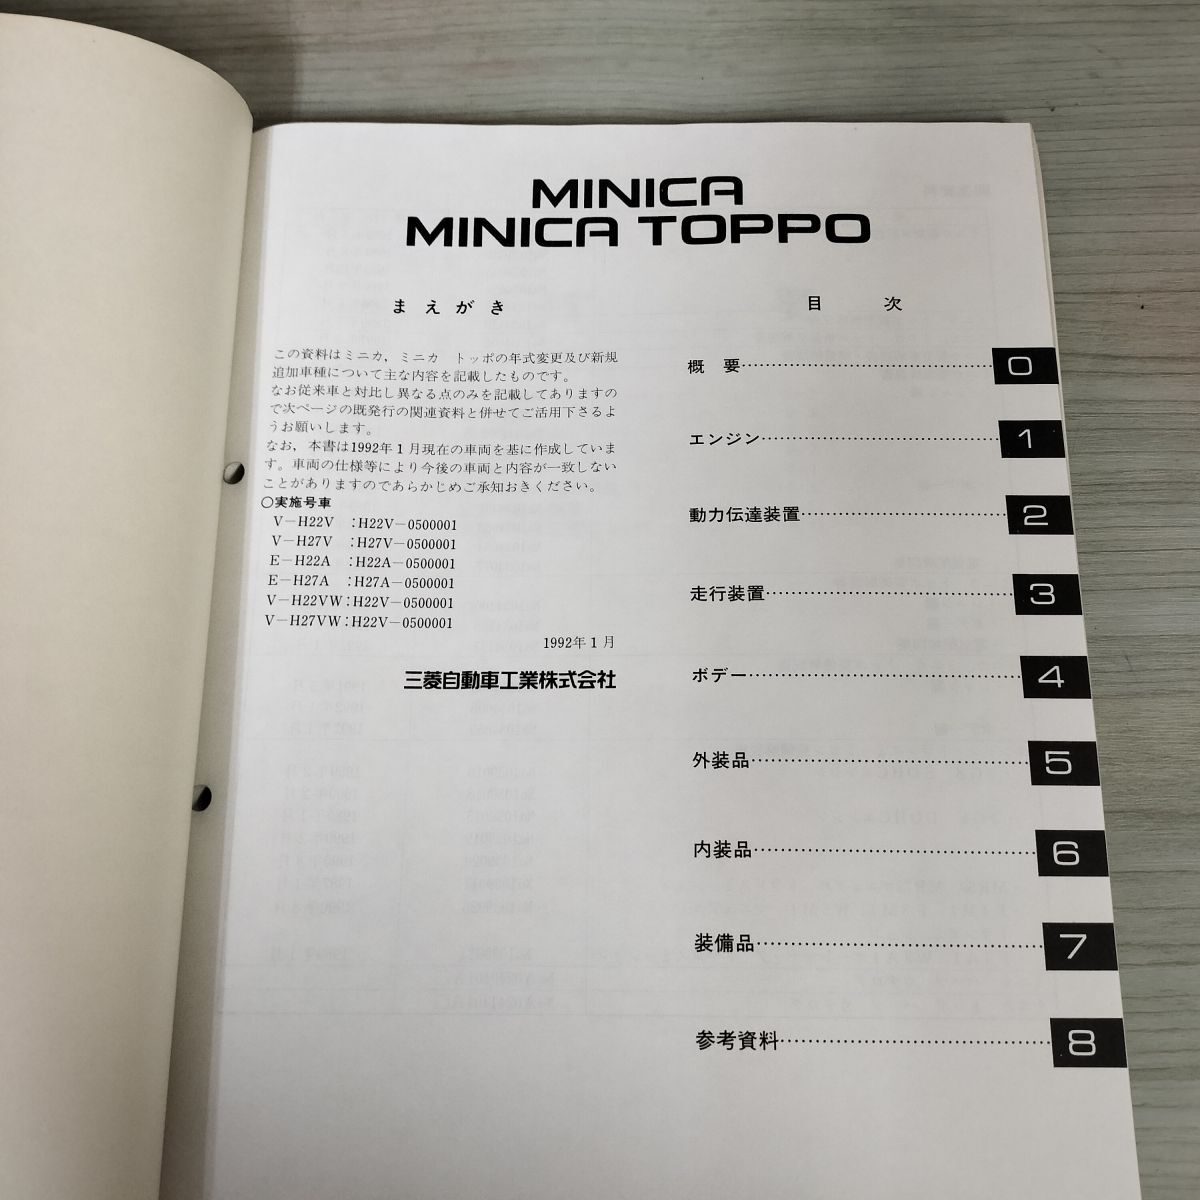 MINICA
MINICA TOPPO
まえがき
この資料はミニカ，ミニカ　トッポの年式変更及び新規
追加車種について主な内容を記載したものです。
なお従来車と対比し異なる点のみを記載してありますの
で次ページの既発行の関連資料と併せてご活用下さるよ
うお願いします。
なお，本書は1992年1月現在の車両を基に作成していま
す。車両の仕様等により今後の車両と内容が一致しない
ことがありますのであらかじめご承知おきください。
○実施号車
V－H22V　：H22V－0500001
V－H27V　：H27V－0500001
E－H22A　：H22A－0500001
E－H27A　：H27A－0500001
V－H22VW：H22V－0500001
V－H27VW：H22V－0500001
1992年1月
三菱自動車工業株式会社
目　次
概　要 0
エンジン 1
動力伝達装置 2
走行装置 3
ボデー 4
外装品 5
内装品 6
装備品 7
参考資料 8